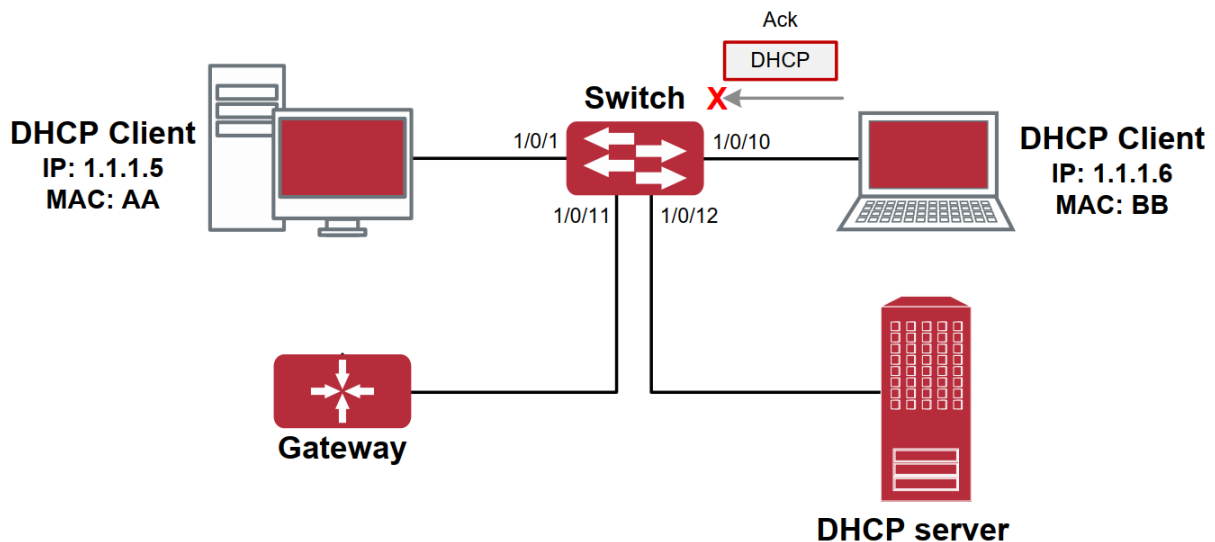 Ack
DHCP
Switch
X
DHCP Client
IP: 1.1.1.5
MAC: AA
1/0/1
1/0/10
DHCP Client
IP: 1.1.1.6
MAC: BB
1/0/11
1/0/12
Gateway
DHCP server